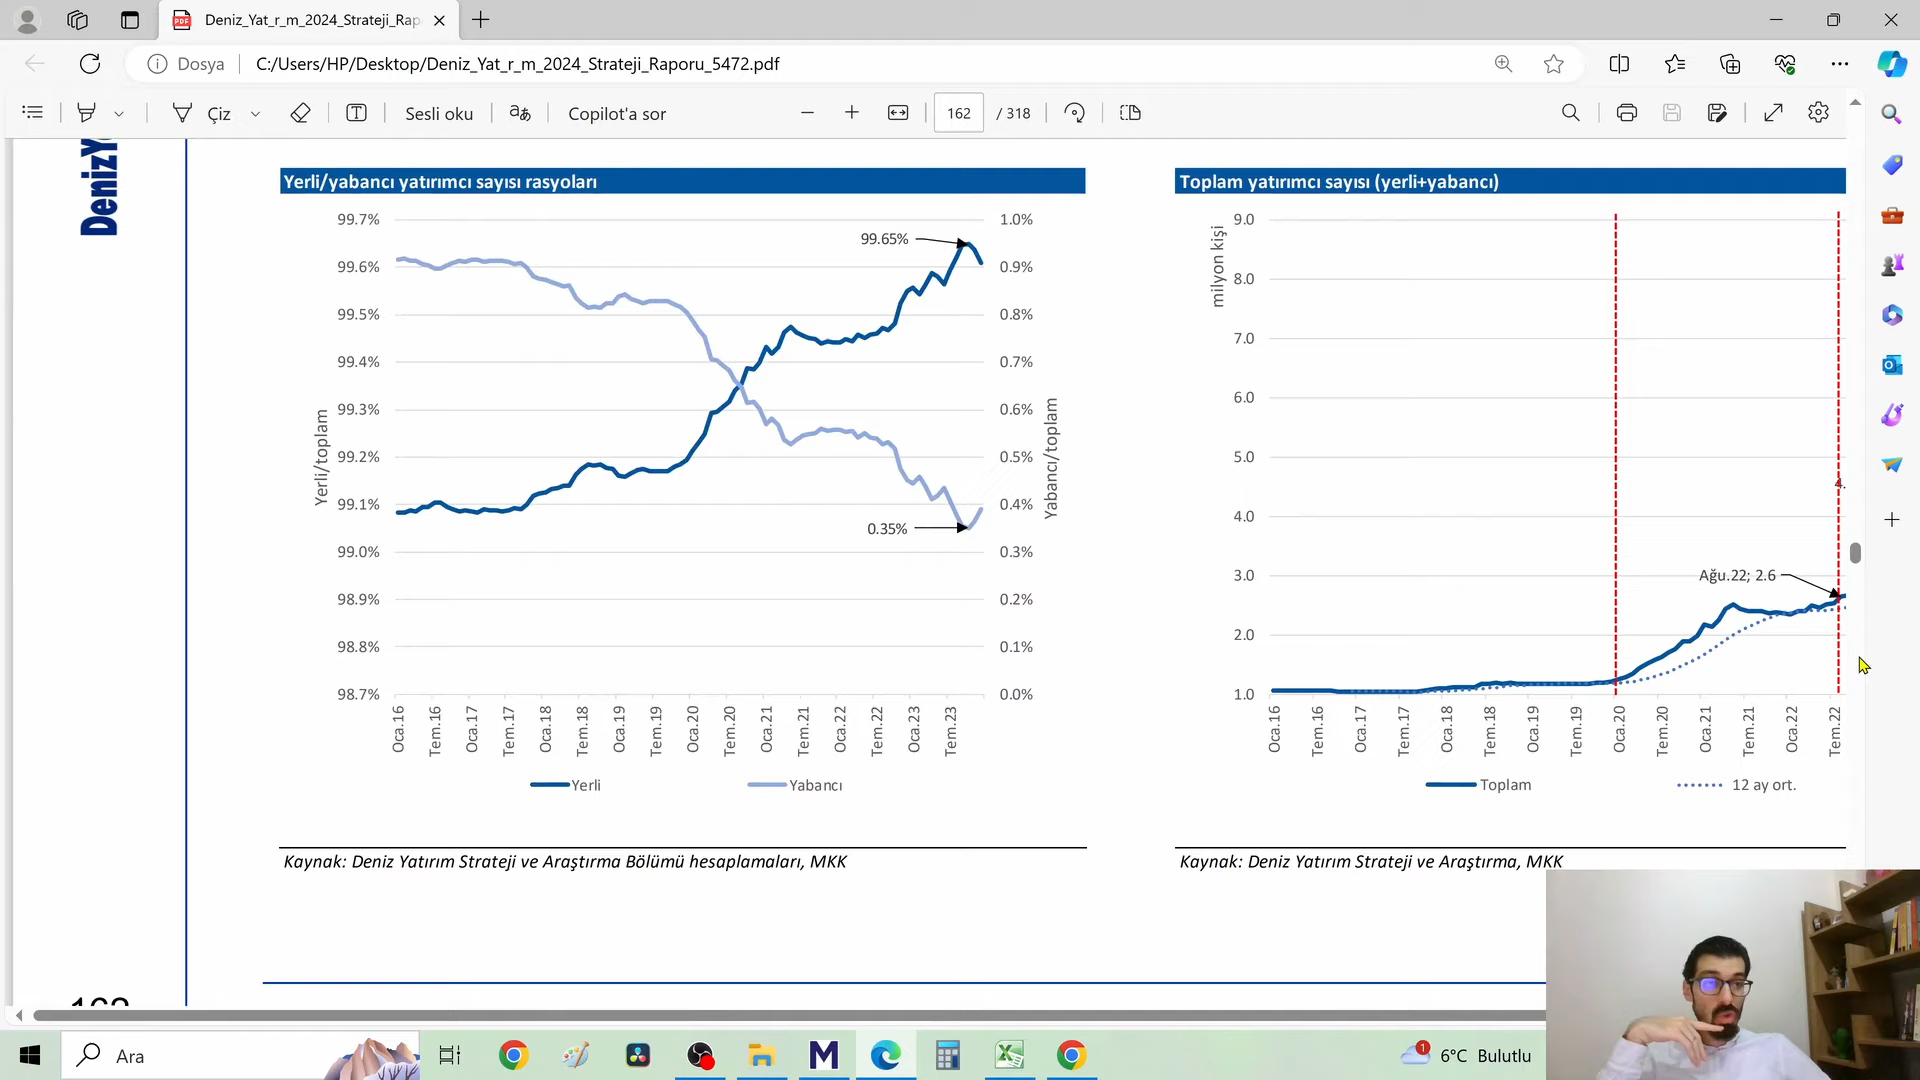 Deniz_Yat_r_m_2024_Strateji_Rap
Dosya
C:/Users/HP/Desktop/Deniz_Yat_r_m_2024_Strateji_Raporu_5472.pdf
Çiz
Sesli oku
aあ
Copilot'a sor
162 / 318
DenizY
Yerli/yabancı yatırımcı sayısı rasyoları
99.7%
99.6%
99.5%
99.4%
99.3%
99.2%
99.1%
99.0%
98.9%
98.8%
98.7%
Yerli/toplam
99.65%
0.35%
1.0%
0.9%
0.8%
0.7%
0.6%
0.5%
0.4%
0.3%
0.2%
0.1%
0.0%
Yabancı/toplam
Oca.16
Tem.16
Oca.17
Tem.17
Oca.18
Tem.18
Oca.19
Tem.19
Oca.20
Tem.20
Oca.21
Tem.21
Oca.22
Tem.22
Oca.23
Tem.23
Yerli
Yabancı
Kaynak: Deniz Yatırım Strateji ve Araştırma Bölümü hesaplamaları, MKK
Toplam yatırımcı sayısı (yerli+yabancı)
milyon kişi
9.0
8.0
7.0
6.0
5.0
4.0
3.0
2.0
1.0
4.
Ağu.22; 2.6
Oca.16
Tem.16
Oca.17
Tem.17
Oca.18
Tem.18
Oca.19
Tem.19
Oca.20
Tem.20
Oca.21
Tem.21
Oca.22
Tem.22
Toplam
12 ay ort.
Kaynak: Deniz Yatırım Strateji ve Araştırma, MKK
162
Ara
1
6°C Bulutlu